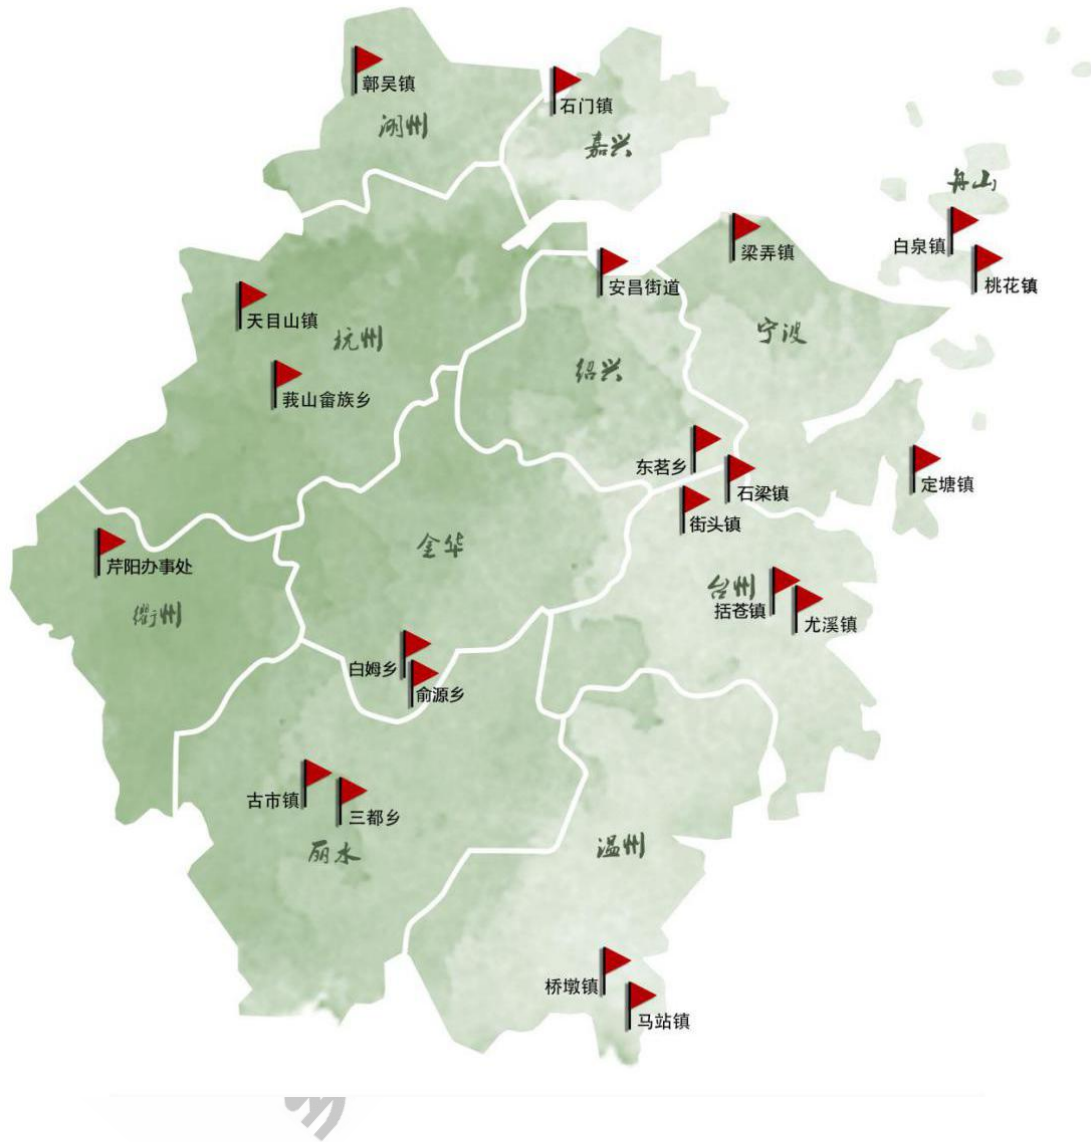 鄣吴镇
石门镇
湖州
嘉兴
舟山
白泉镇
梁弄镇
桃花镇
安昌街道
天目山镇
杭州
宁波
绍兴
莪山畲族乡
东茗乡
石梁镇
定塘镇
街头镇
金华
芹阳办事处
台州
衢州
括苍镇
尤溪镇
白姆乡
俞源乡
古市镇
三都乡
丽水
温州
桥墩镇
马站镇